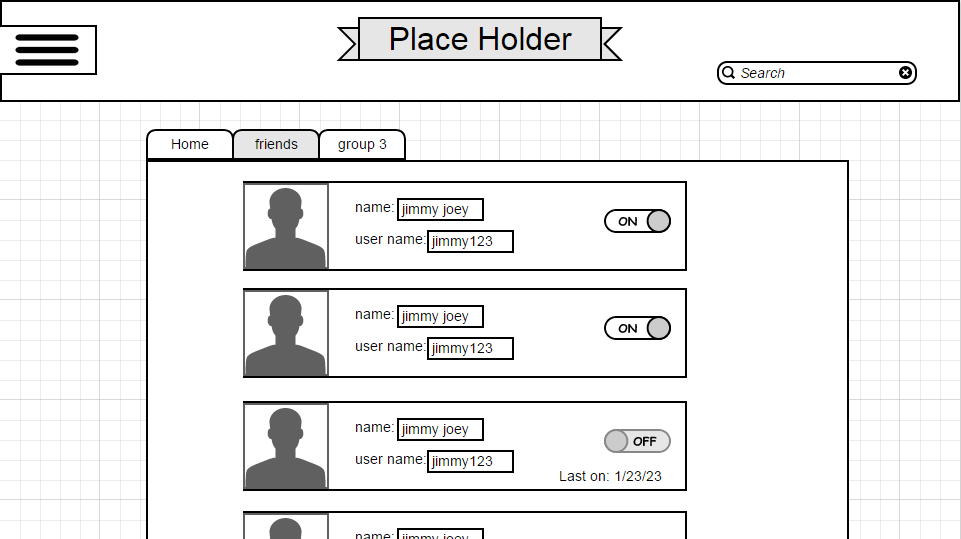 Place Holder
Search
Home
friends
group 3
name: jimmy joey
ON
user name: jimmy123
name: jimmy joey
ON
user name: jimmy123
name: jimmy joey
OFF
user name: jimmy123
Last on: 1/23/23
name: jimmy joey